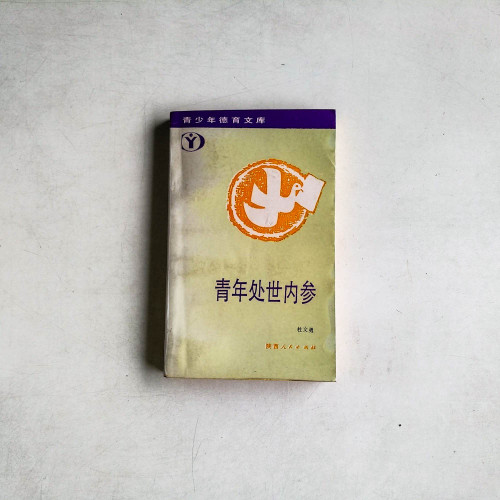 青少年德育文库
青年处世内参
陕西人民出版社